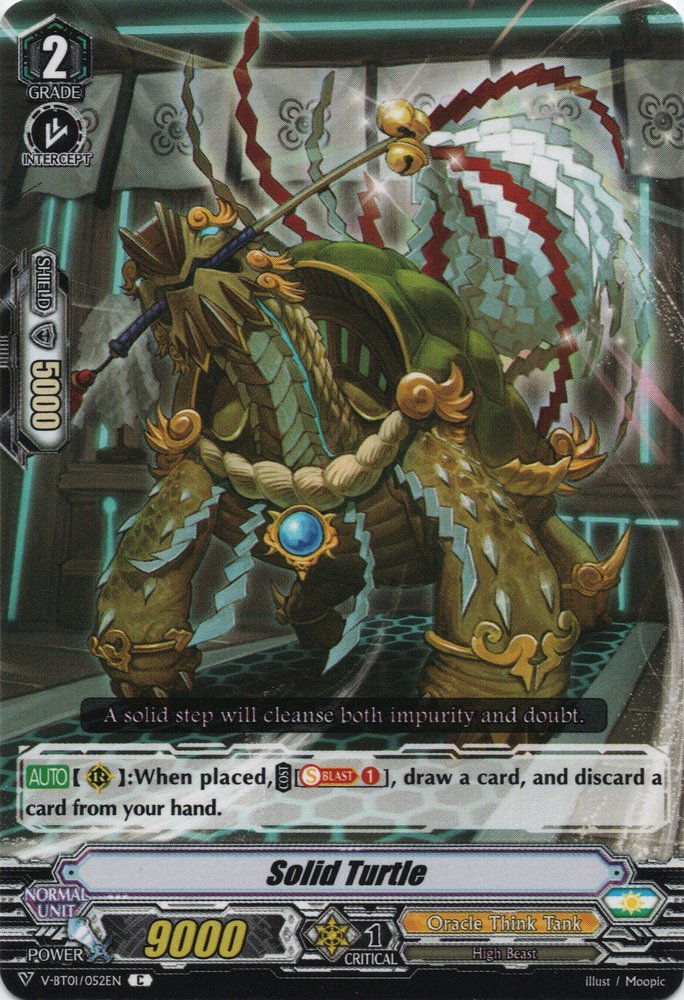 2
GRADE
INTERCEPT
SHIELD
5000
A solid step will cleanse both impurity and doubt.
AUTO [ R ]:When placed, COST [S BLAST 1], draw a card, and discard a
card from your hand.
Solid Turtle
NORMAL
UNIT
POWER
9000
1
CRITICAL
Oracle Think Tank
High Beast
V-BT01/052EN C
illust / Moopic